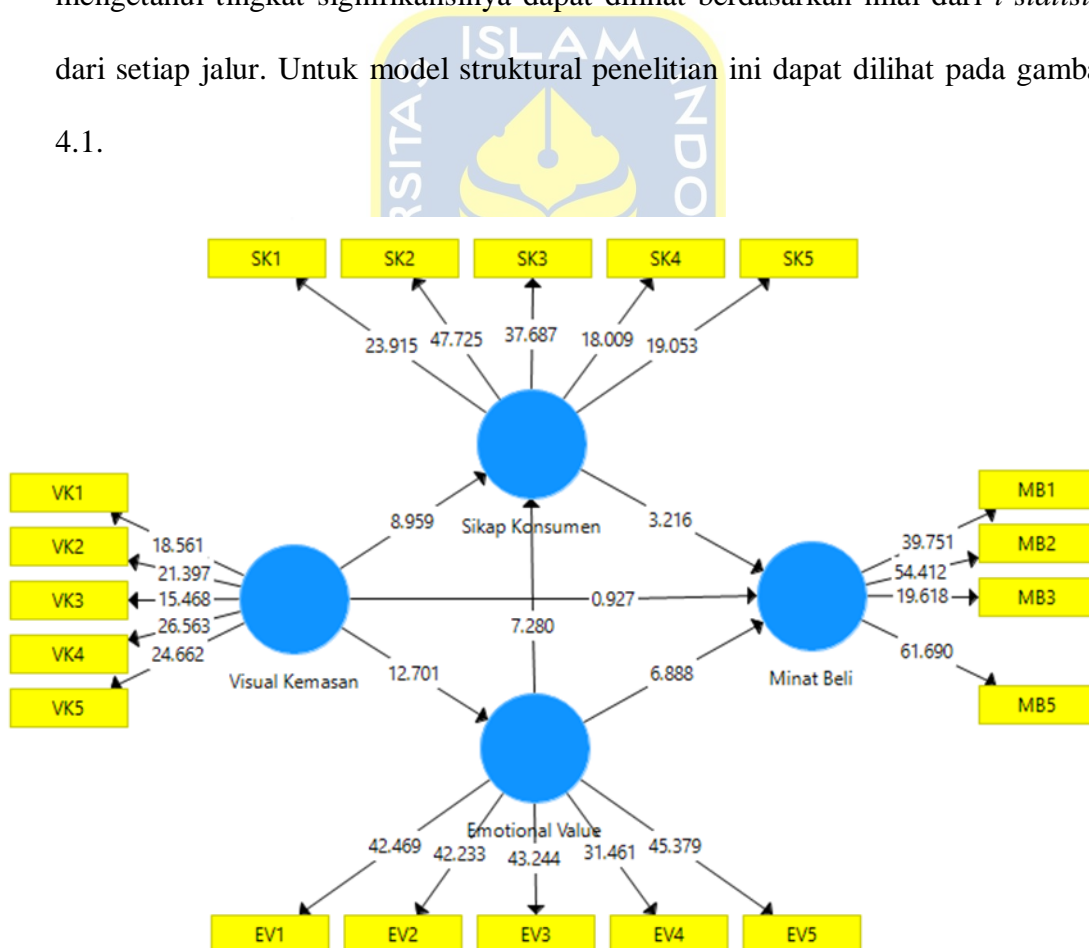 mengetahui tingkat signifikansinya dapat dilihat berdasarkan nilai dari
dari setiap jalur. Untuk model struktural penelitian ini dapat dilihat pada
4.1.
ISLAM
SK1 SK2 SK3 SK4 SK5
23.915 47.725 37.687 18.009 19.053
VK1
VK2
VK3
VK4
VK5
18.561
21.397
15.468
26.563
24.662
8.959
Sikap Konsumen
3.216
0.927
7.280
Visual Kemasan
12.701
6.888
Minat Beli
MB1
MB2
MB3
MB5
39.751
54.412
19.618
61.690
Emotional Value
42.469 42.233 43.244 31.461 45.379
EV1 EV2 EV3 EV4 EV5